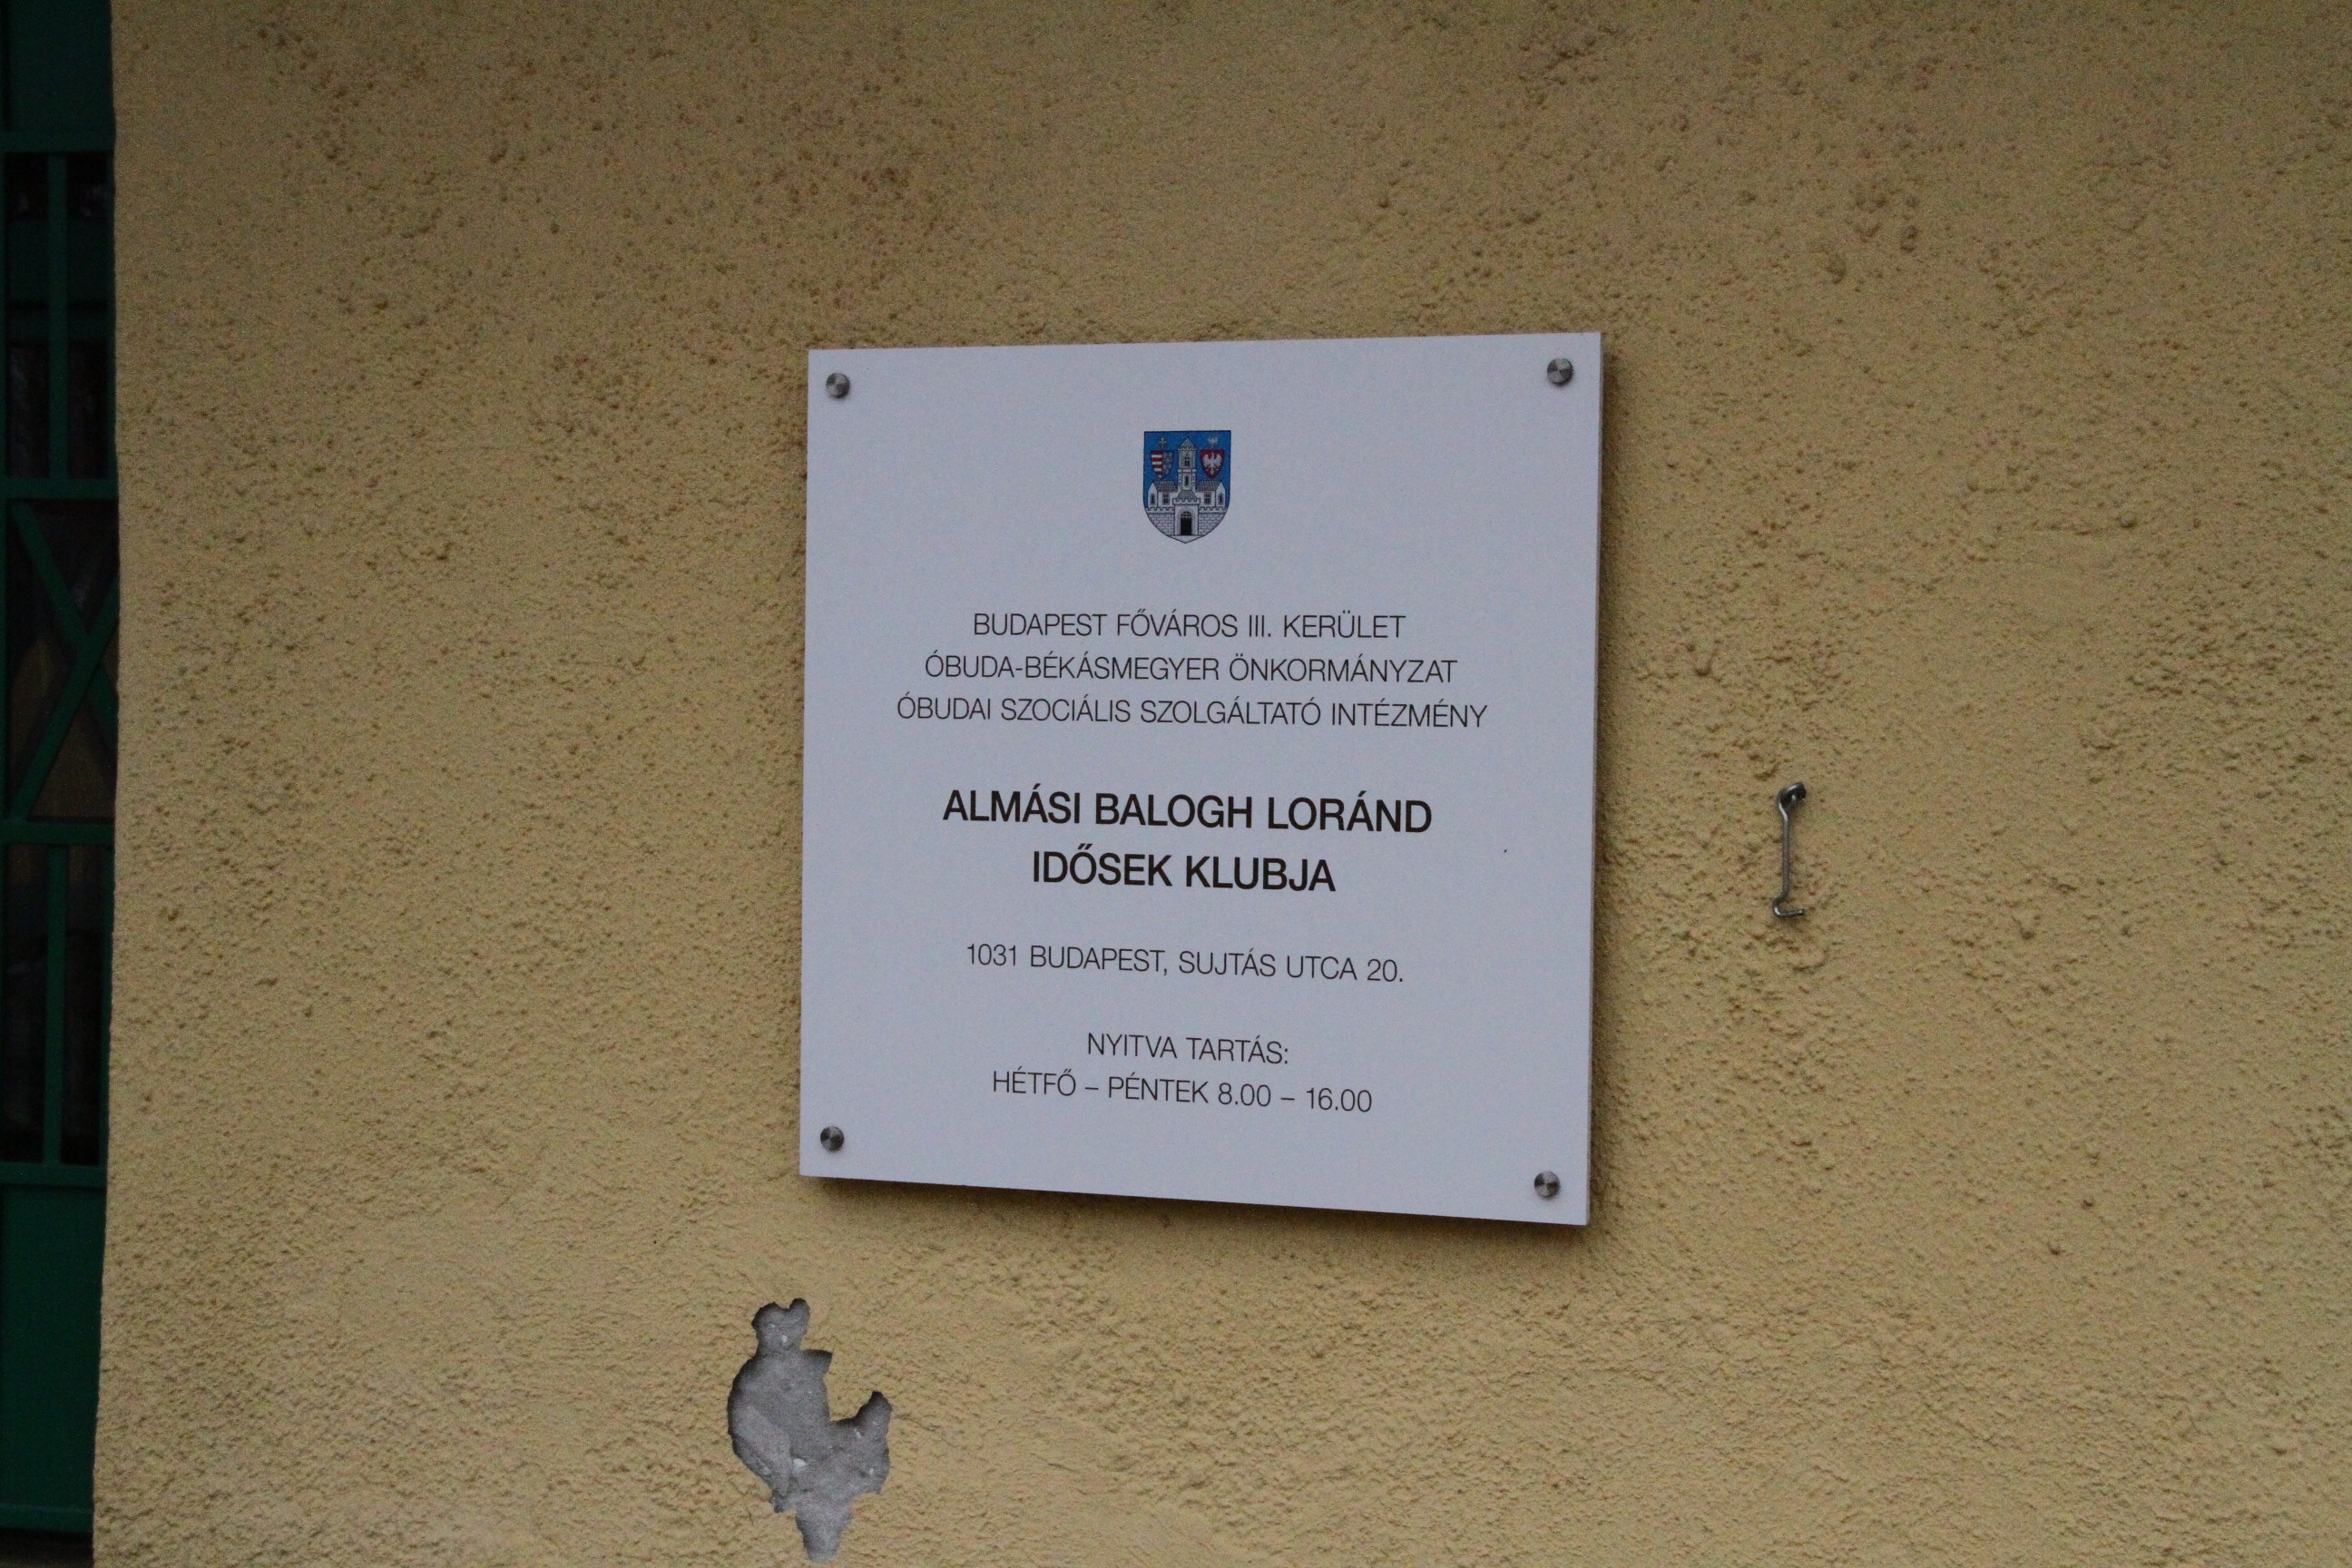 BUDAPEST FŐVÁROS III. KERÜLET
ÓBUDA-BÉKÁSMEGYER ÖNKORMÁNYZAT
ÓBUDAI SZOCIÁLIS SZOLGÁLTATÓ INTÉZMÉNY
ALMÁSI BALOGH LORÁND
IDŐSEK KLUBJA
1031 BUDAPEST, SUJTÁS UTCA 20.
NYITVA TARTÁS:
HÉTFŐ – PÉNTEK 8.00 – 16.00